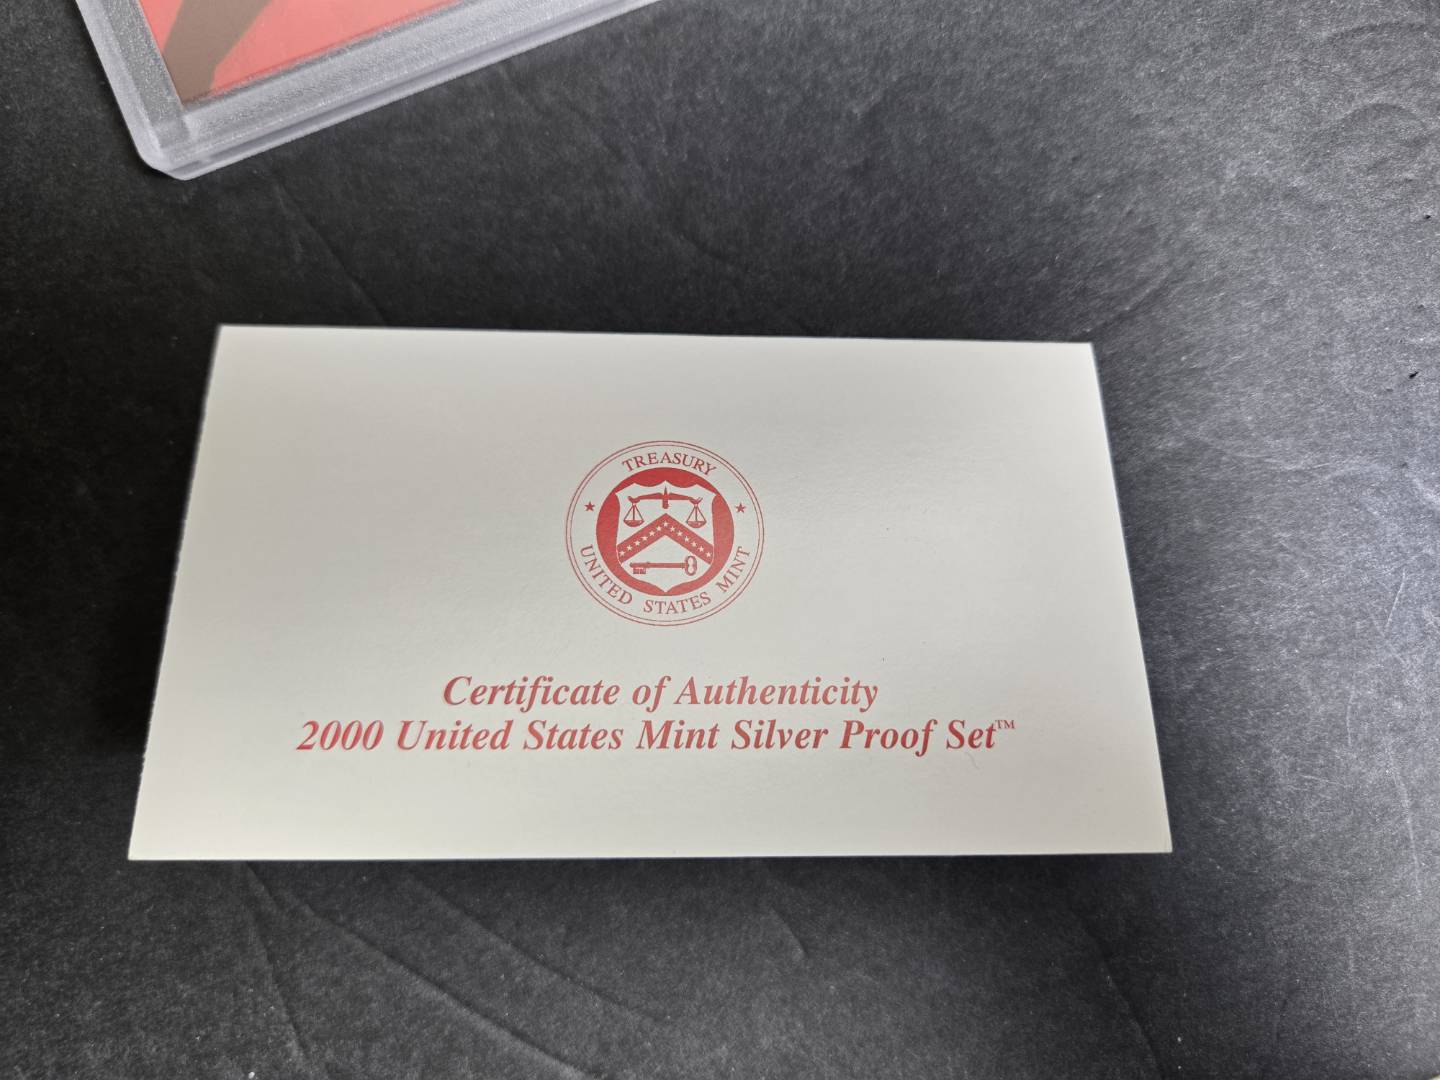 TREASURY
UNITED STATES MINT
Certificate of Authenticity
2000 United States Mint Silver Proof Set™